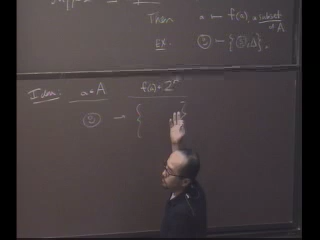 Then a ↔ f(a), a subset
of A
Ex. ☺ ↔ {☺, Δ}.
Idea: a ∈ A f(a) ∈ 2^A
☺ → { }